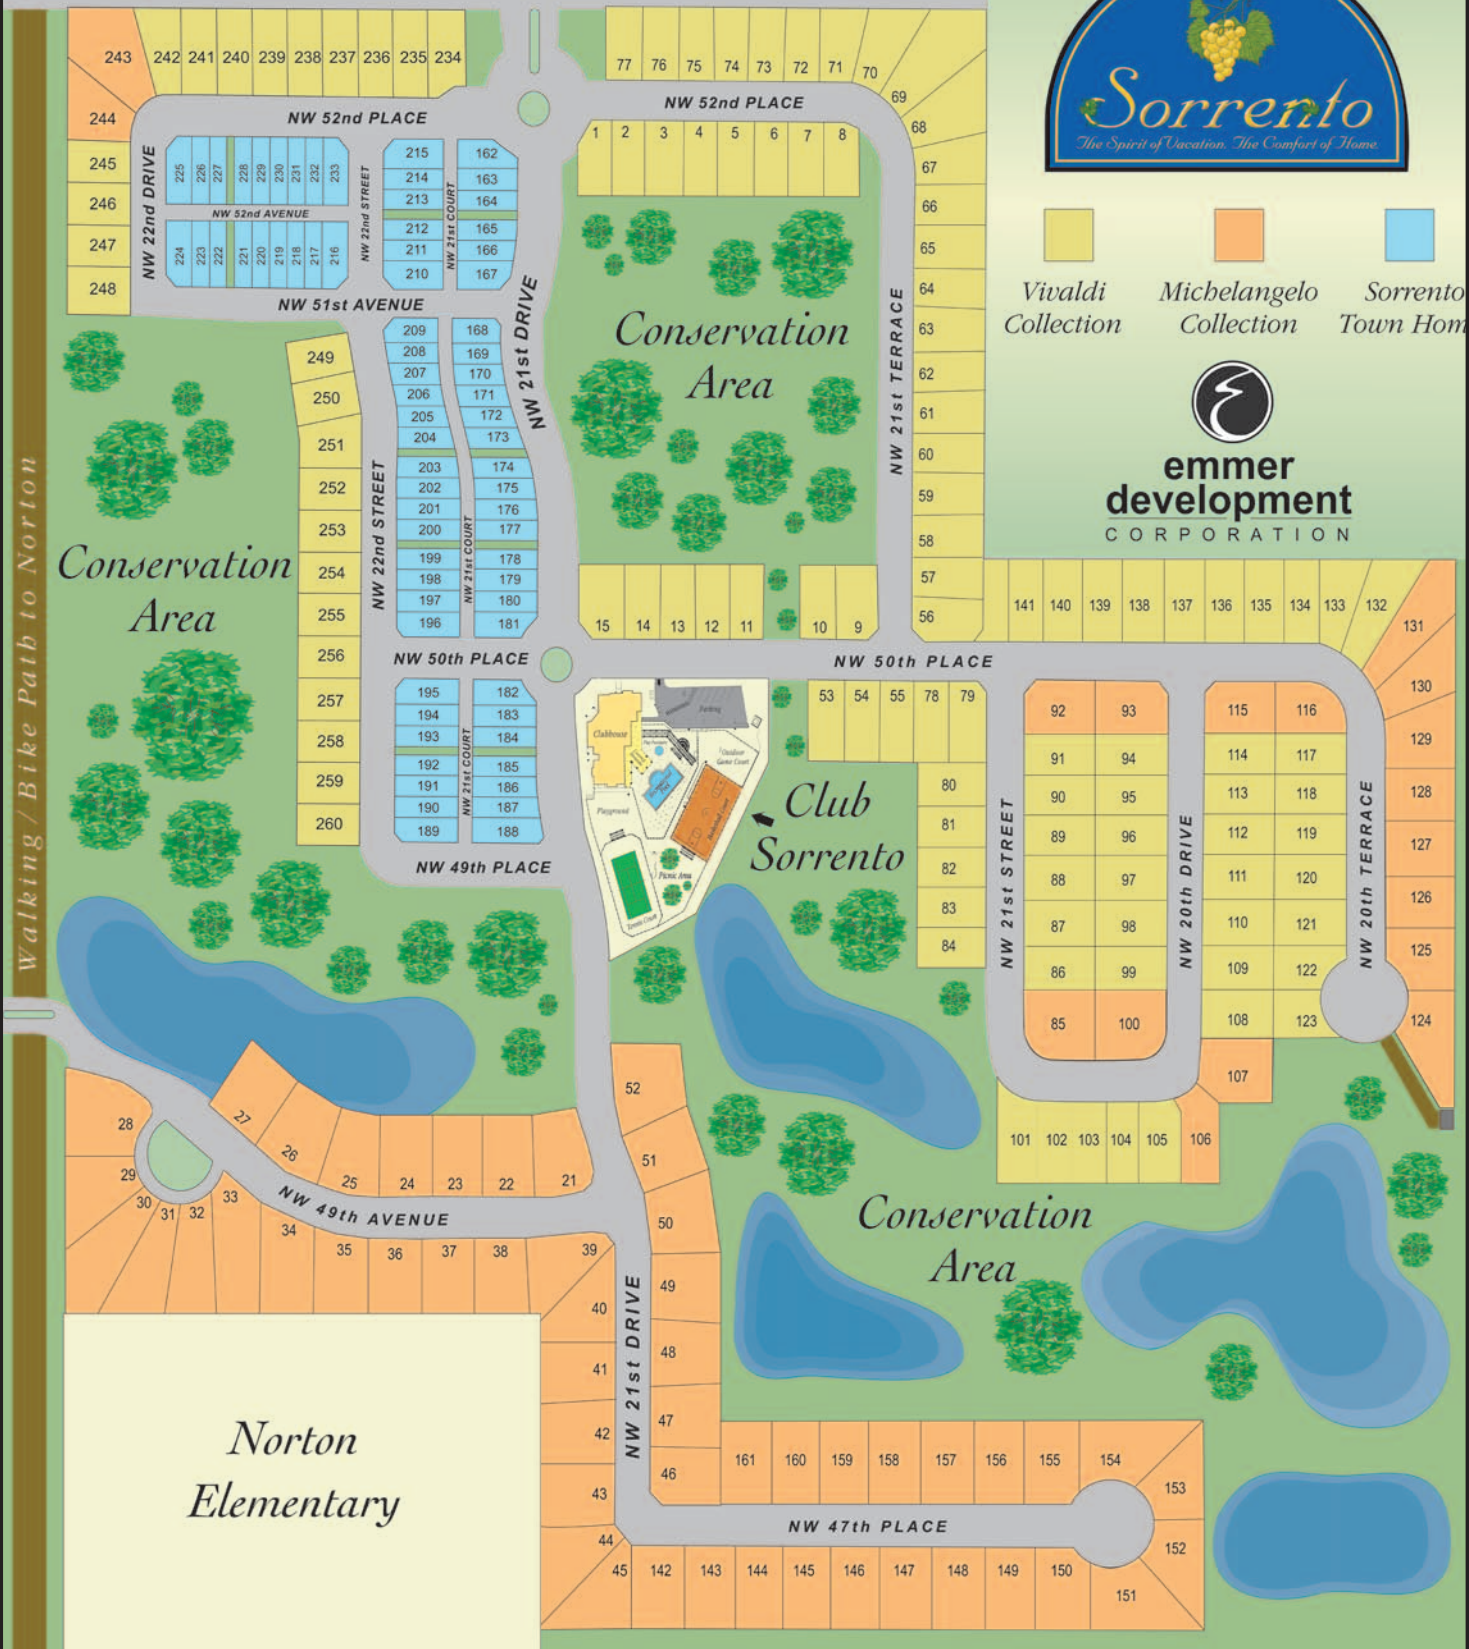 Sorrento
The Spirit of Vacation. The Comfort of Home.
Vivaldi
Collection
Michelangelo
Collection
Sorrento
Town Hom
emmer
development
CORPORATION
243 242 241 240 239 238 237 236 235 234
77 76 75 74 73 72 71 70
69
68
67
66
65
64
63
62
61
60
59
58
57
56
NW 52nd PLACE
NW 52nd PLACE
244
245
246
247
248
NW 22nd DRIVE
225 226 227 228 229 230 231 232 233
NW 52nd AVENUE
224 223 222 221 220 219 218 217 216
NW 22nd STREET
215
214
213
212
211
210
NW 21st COURT
162
163
164
165
166
167
1 2 3 4 5 6 7 8
NW 51st AVENUE
NW 21st DRIVE
Conservation
Area
NW 21st TERRACE
249
250
251
252
253
254
255
256
257
258
259
260
NW 22nd STREET
209
208
207
206
205
204
203
202
201
200
199
198
197
196
NW 21st COURT
168
169
170
171
172
173
174
175
176
177
178
179
180
181
Walking/Bike Path to Norton
Conservation
Area
15 14 13 12 11 10 9
NW 50th PLACE
NW 50th PLACE
141 140 139 138 137 136 135 134 133 132
131
130
129
128
127
126
125
124
195
194
193
192
191
190
189
NW 21st COURT
182
183
184
185
186
187
188
NW 49th PLACE
Clubhouse
Parking
Outdoor
Game Court
Playground
Basketball Court
Picnic Area
Tennis Court
Club
Sorrento
53 54 55 78 79
80
81
82
83
84
NW 21st STREET
92 93
91 94
90 95
89 96
88 97
87 98
86 99
85 100
NW 20th DRIVE
115 116
114 117
113 118
112 119
111 120
110 121
109 122
108 123
107
NW 20th TERRACE
101 102 103 104 105 106
28
29
30
31
32
33
34
35
36
37
38
39
27
26
25
24
23
22
21
NW 49th AVENUE
52
51
50
49
48
47
46
Conservation
Area
40
41
42
43
44
45
NW 21st DRIVE
Norton
Elementary
161 160 159 158 157 156 155 154
153
152
NW 47th PLACE
142 143 144 145 146 147 148 149 150 151